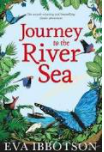 Journey
to the
River
Sea
EVA IBBOTSON